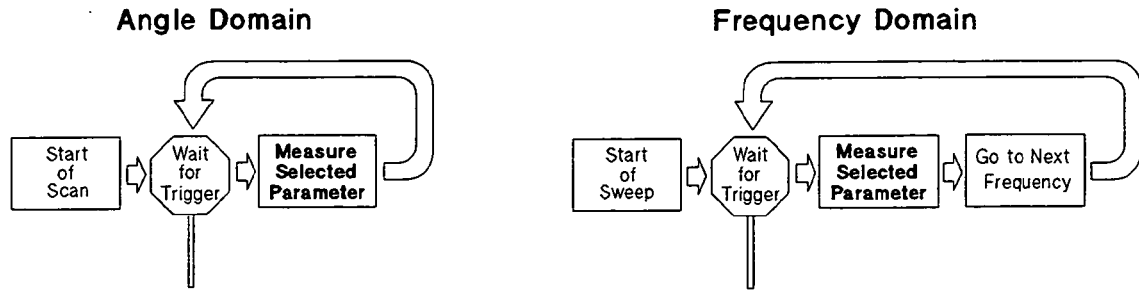 Angle Domain
Start
of
Scan
Wait
for
Trigger
Measure
Selected
Parameter
Frequency Domain
Start
of
Sweep
Wait
for
Trigger
Measure
Selected
Parameter
Go to Next
Frequency